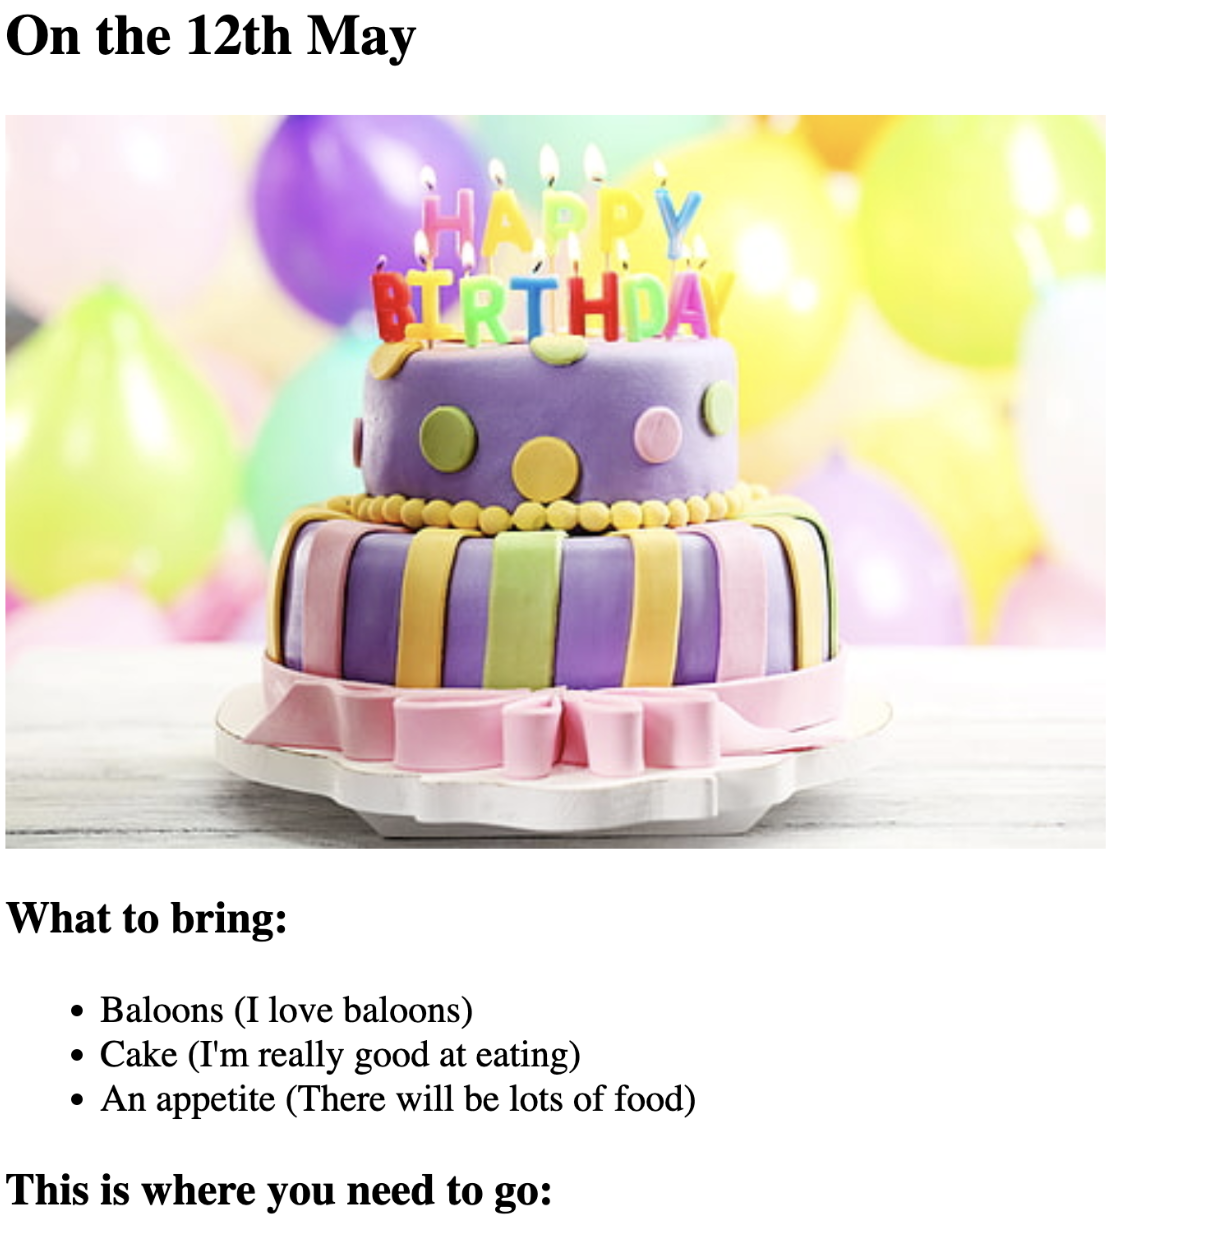 On the 12th May
HAPPY
BIRTHDAY
What to bring:
Baloons (I love baloons)
Cake (I'm really good at eating)
An appetite (There will be lots of food)
This is where you need to go: